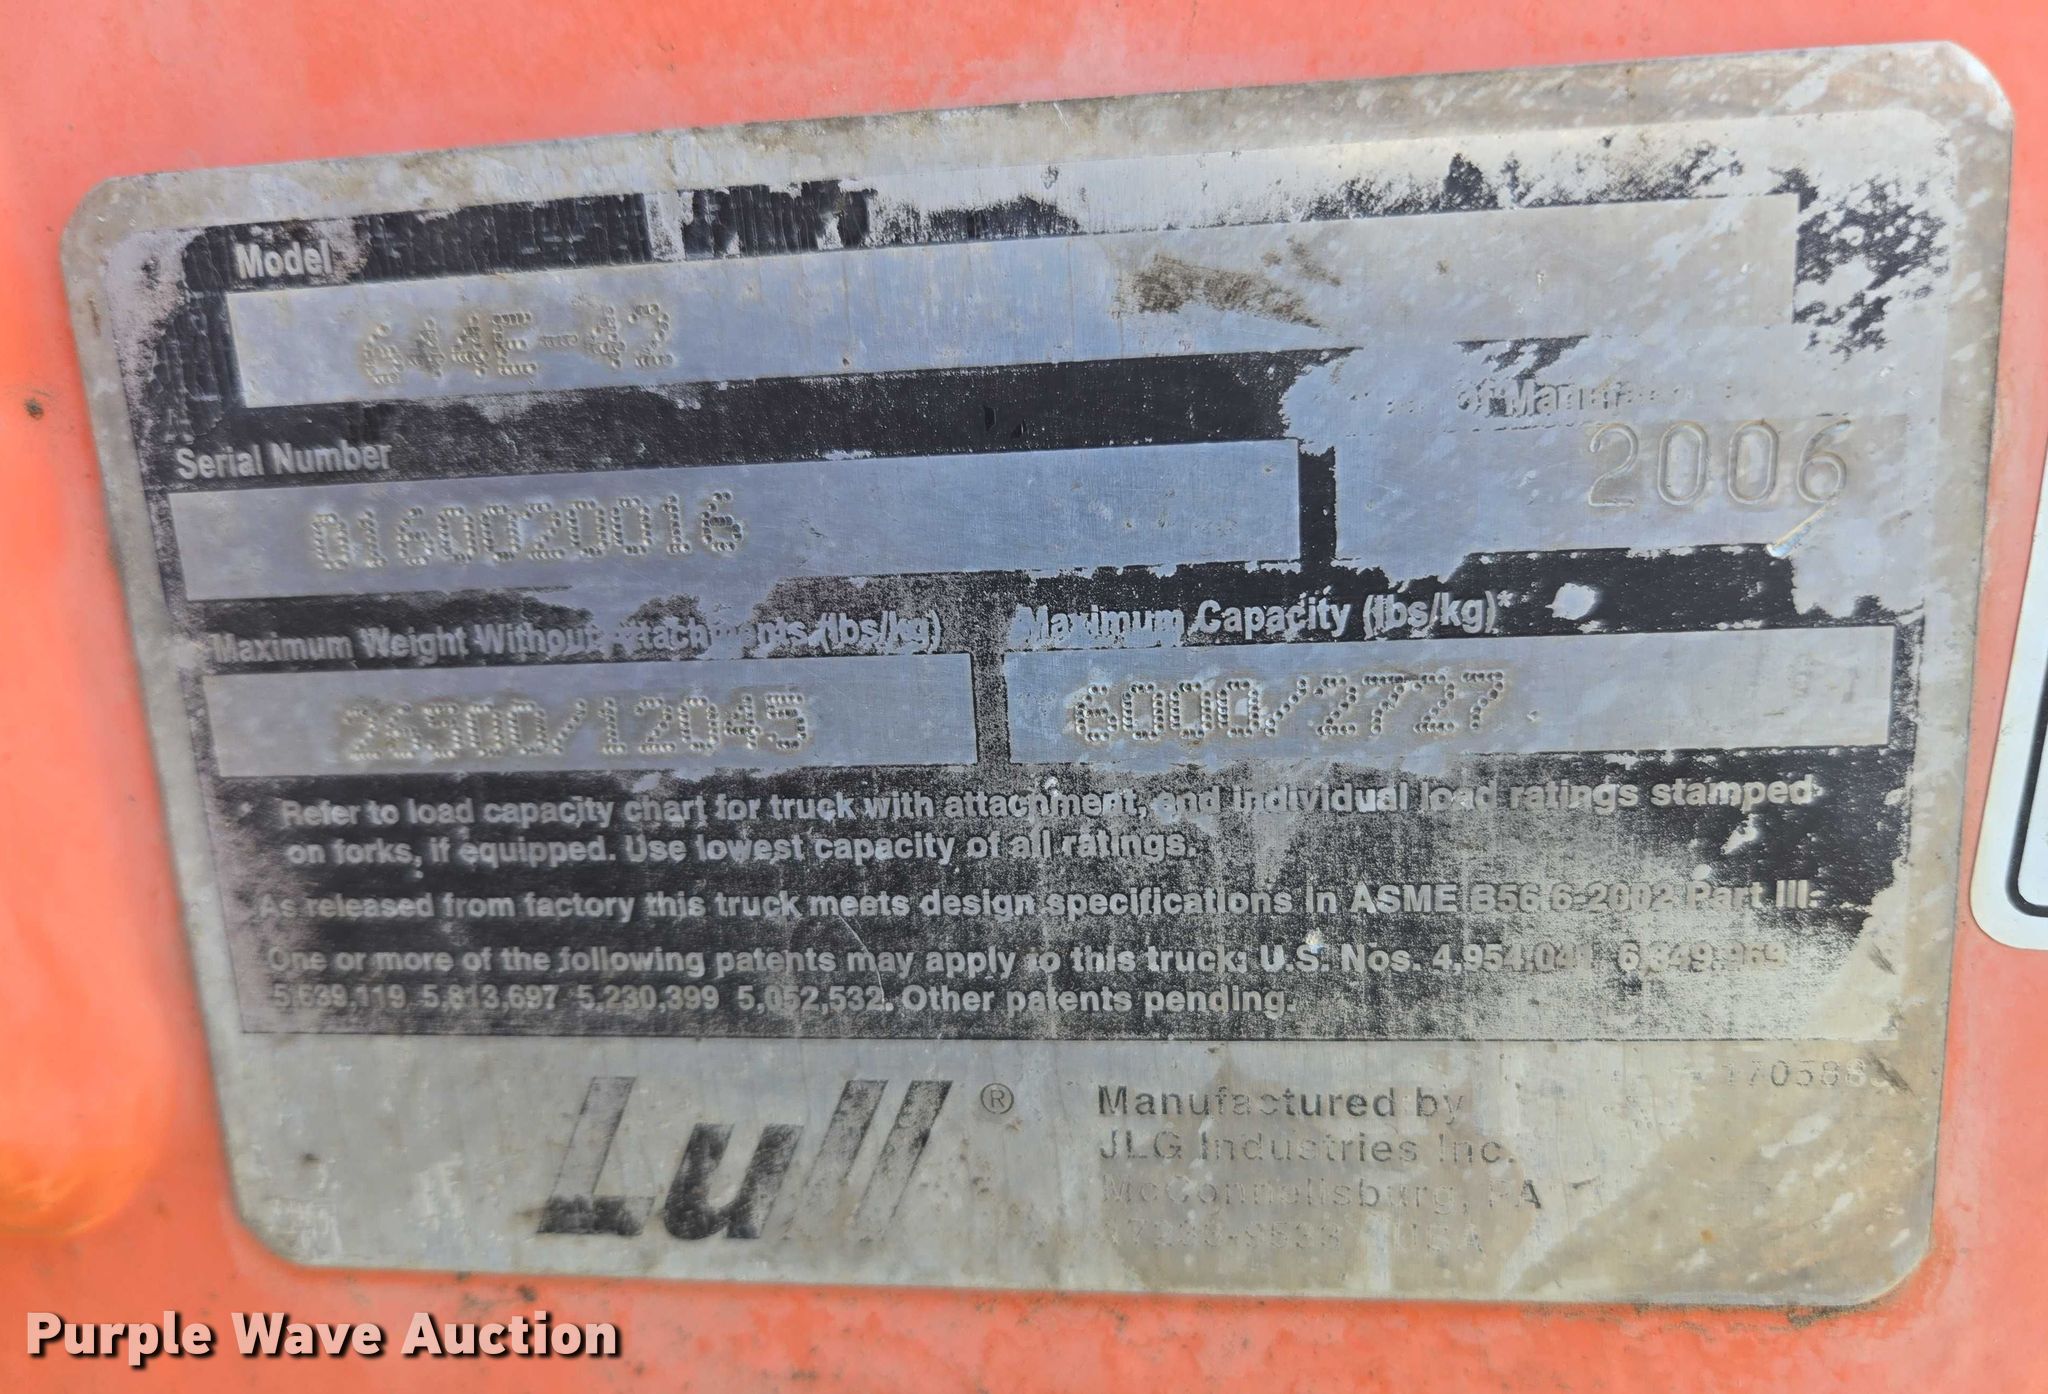 Model
644E-42
Serial Number
0160020016
of Manufac
2006
Maximum Weight Without Attachments (lbs/kg)
26500/12045
Maximum Capacity (lbs/kg)*
6000/2727
* Refer to load capacity chart for truck with attachment, and individual load ratings stamped
on forks, if equipped. Use lowest capacity of all ratings.
As released from factory this truck meets design specifications in ASME B56.6-2002 Part III.
One or more of the following patents may apply to this truck: U.S. Nos. 4,954,041 6,349,969
5,639,119 5,813,697 5,230,399 5,052,532. Other patents pending.
Lull®
Manufactured by
JLG Industries Inc.
McConnellsburg, PA
USA
Purple Wave Auction